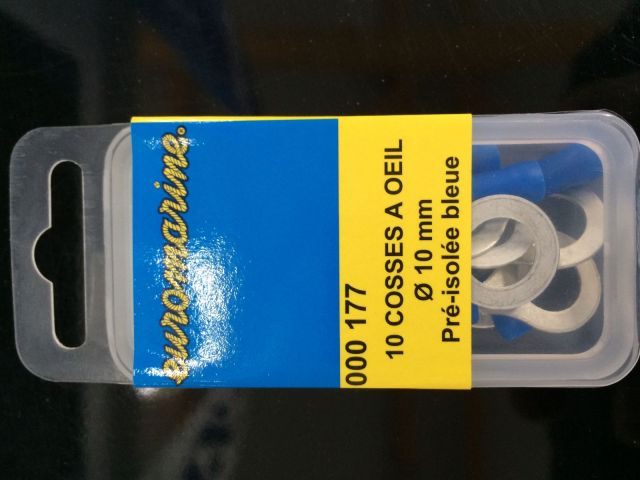 euromarine.
000 177
10 COSSES A OEIL
Ø 10 mm
Pré-isolée bleue